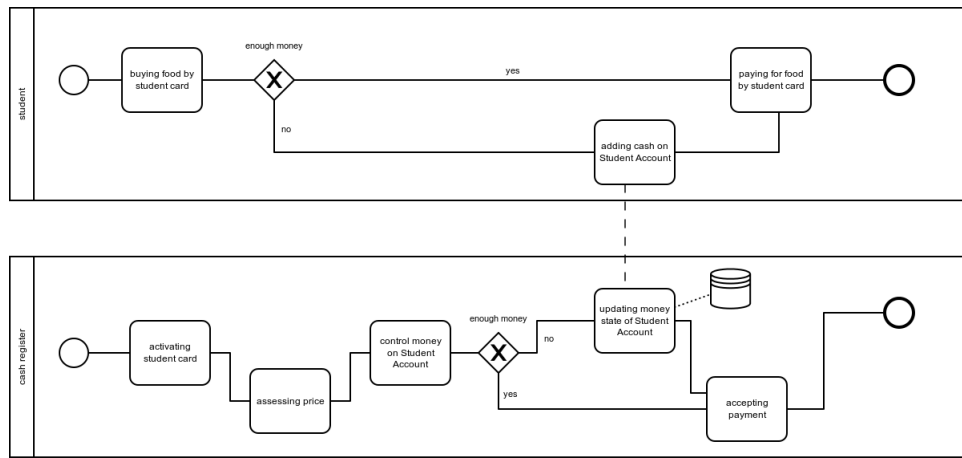 student
enough money
buying food by
student card
yes
paying for food
by student card
no
adding cash on
Student Account
cash register
enough money
updating money
state of Student
Account
activating
student card
control money
on Student
Account
no
assessing price
yes
accepting
payment